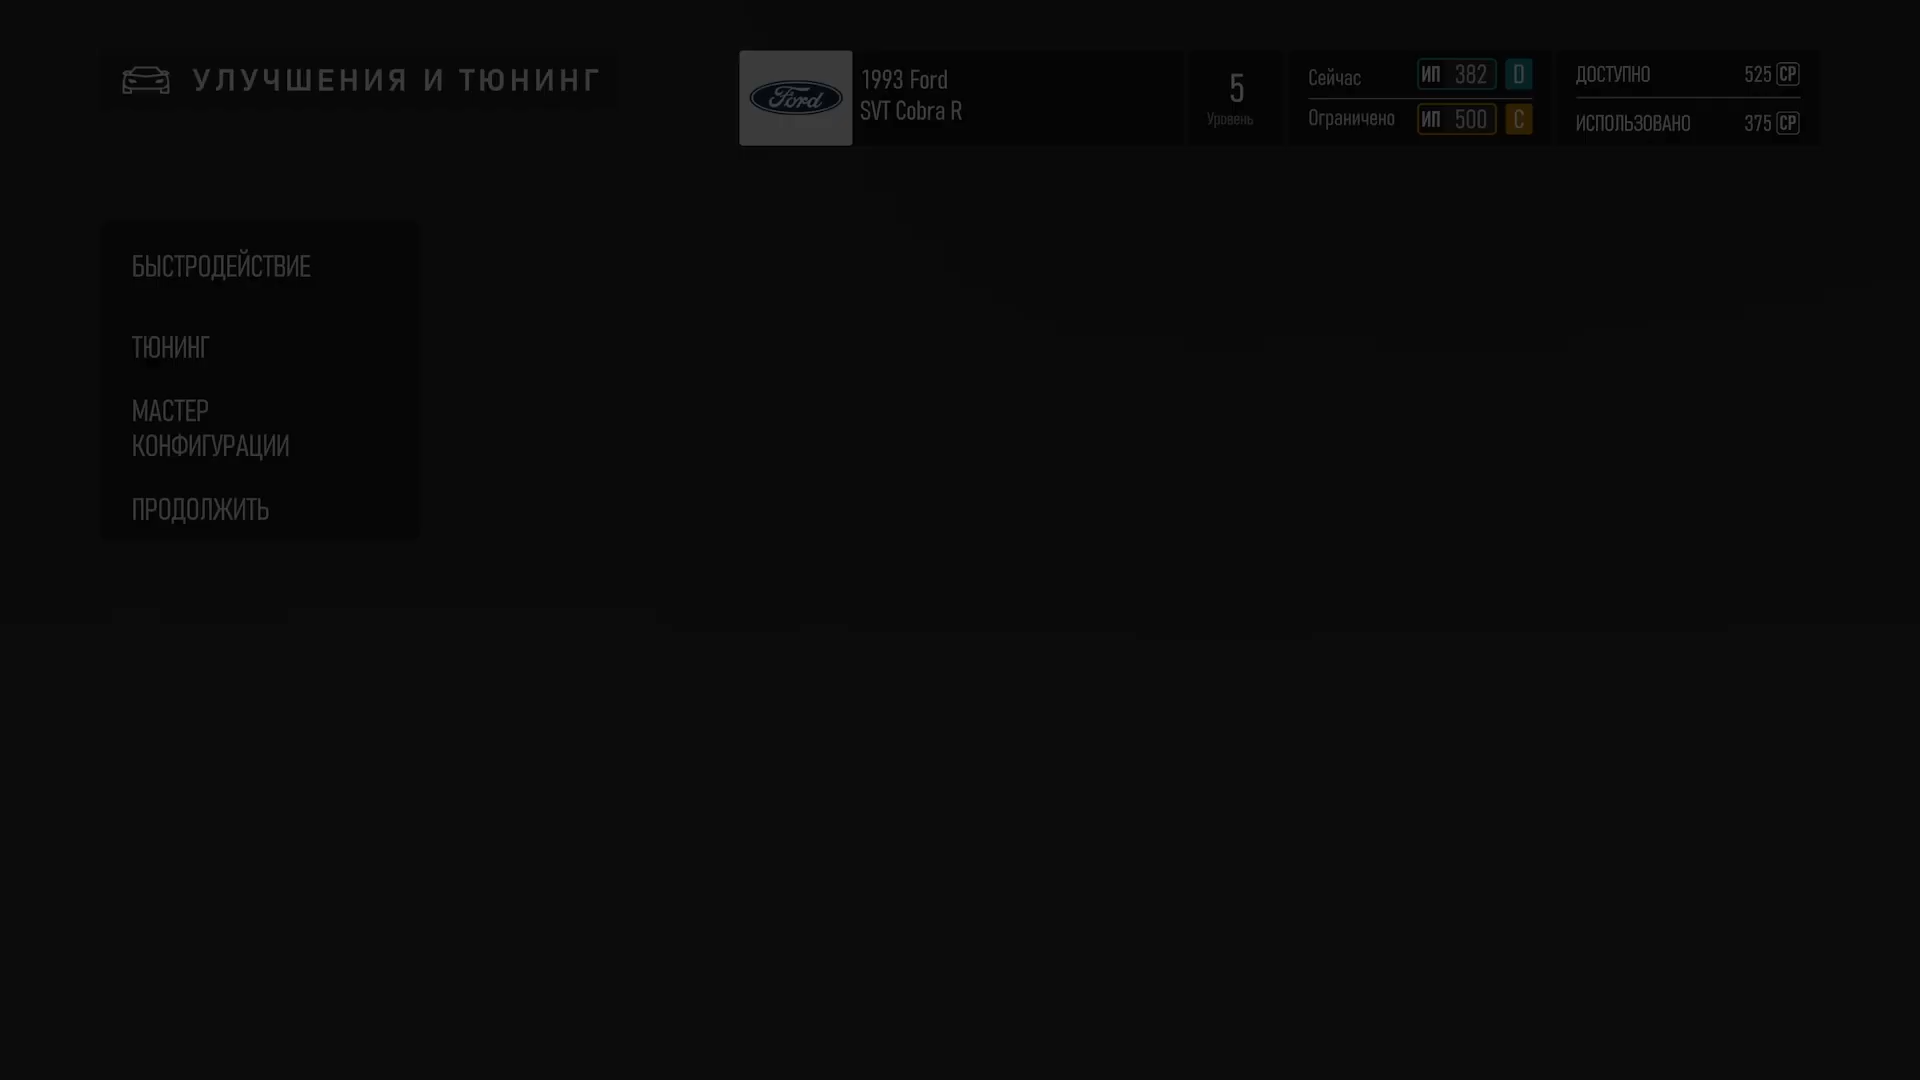 УЛУЧШЕНИЯ И ТЮНИНГ
Ford
1993 Ford
SVT Cobra R
5
Уровень
Сейчас ИП 382 D
Ограничено ИП 500 C
ДОСТУПНО 525 CP
ИСПОЛЬЗОВАНО 375 CP
БЫСТРОДЕЙСТВИЕ
ТЮНИНГ
МАСТЕР
КОНФИГУРАЦИИ
ПРОДОЛЖИТЬ